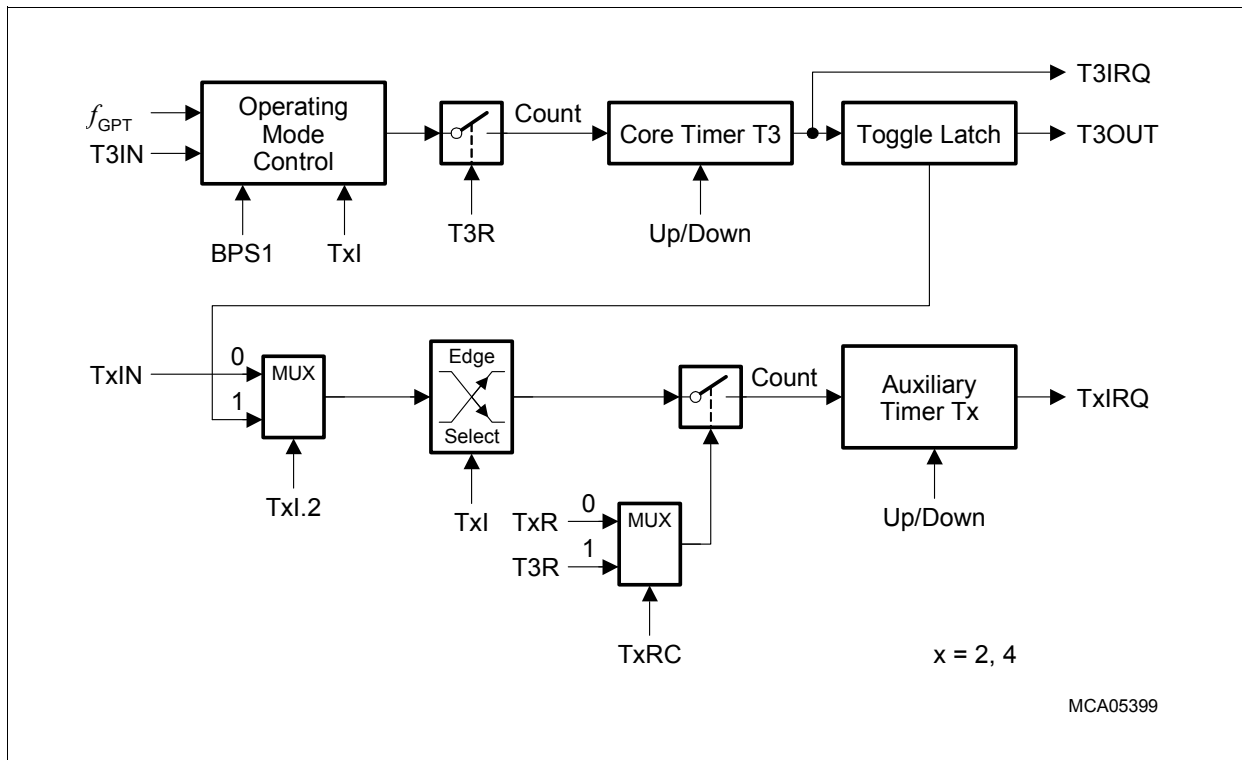 fGPT
T3IN
Operating
Mode
Control
BPS1
TxI
T3R
Count
Core Timer T3
Up/Down
Toggle Latch
T3IRQ
T3OUT
TxIN
0
1
MUX
TxI.2
Edge
Select
TxI
TxR
T3R
0
1
MUX
TxRC
Count
Auxiliary
Timer Tx
Up/Down
TxIRQ
x = 2, 4
MCA05399